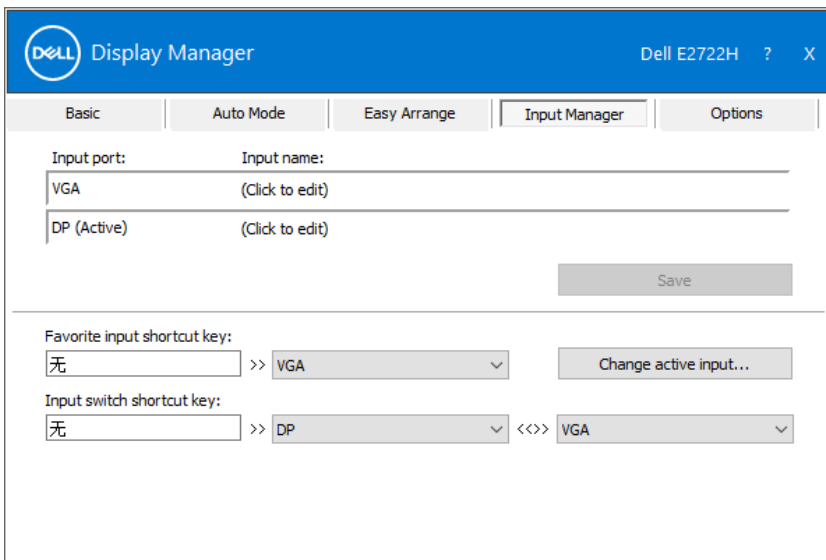 DELL Display Manager Dell E2722H ? X
Basic Auto Mode Easy Arrange Input Manager Options
Input port: Input name:
VGA (Click to edit)
DP (Active) (Click to edit)
Save
Favorite input shortcut key:
无 >> VGA Change active input...
Input switch shortcut key:
无 >> DP <<>> VGA